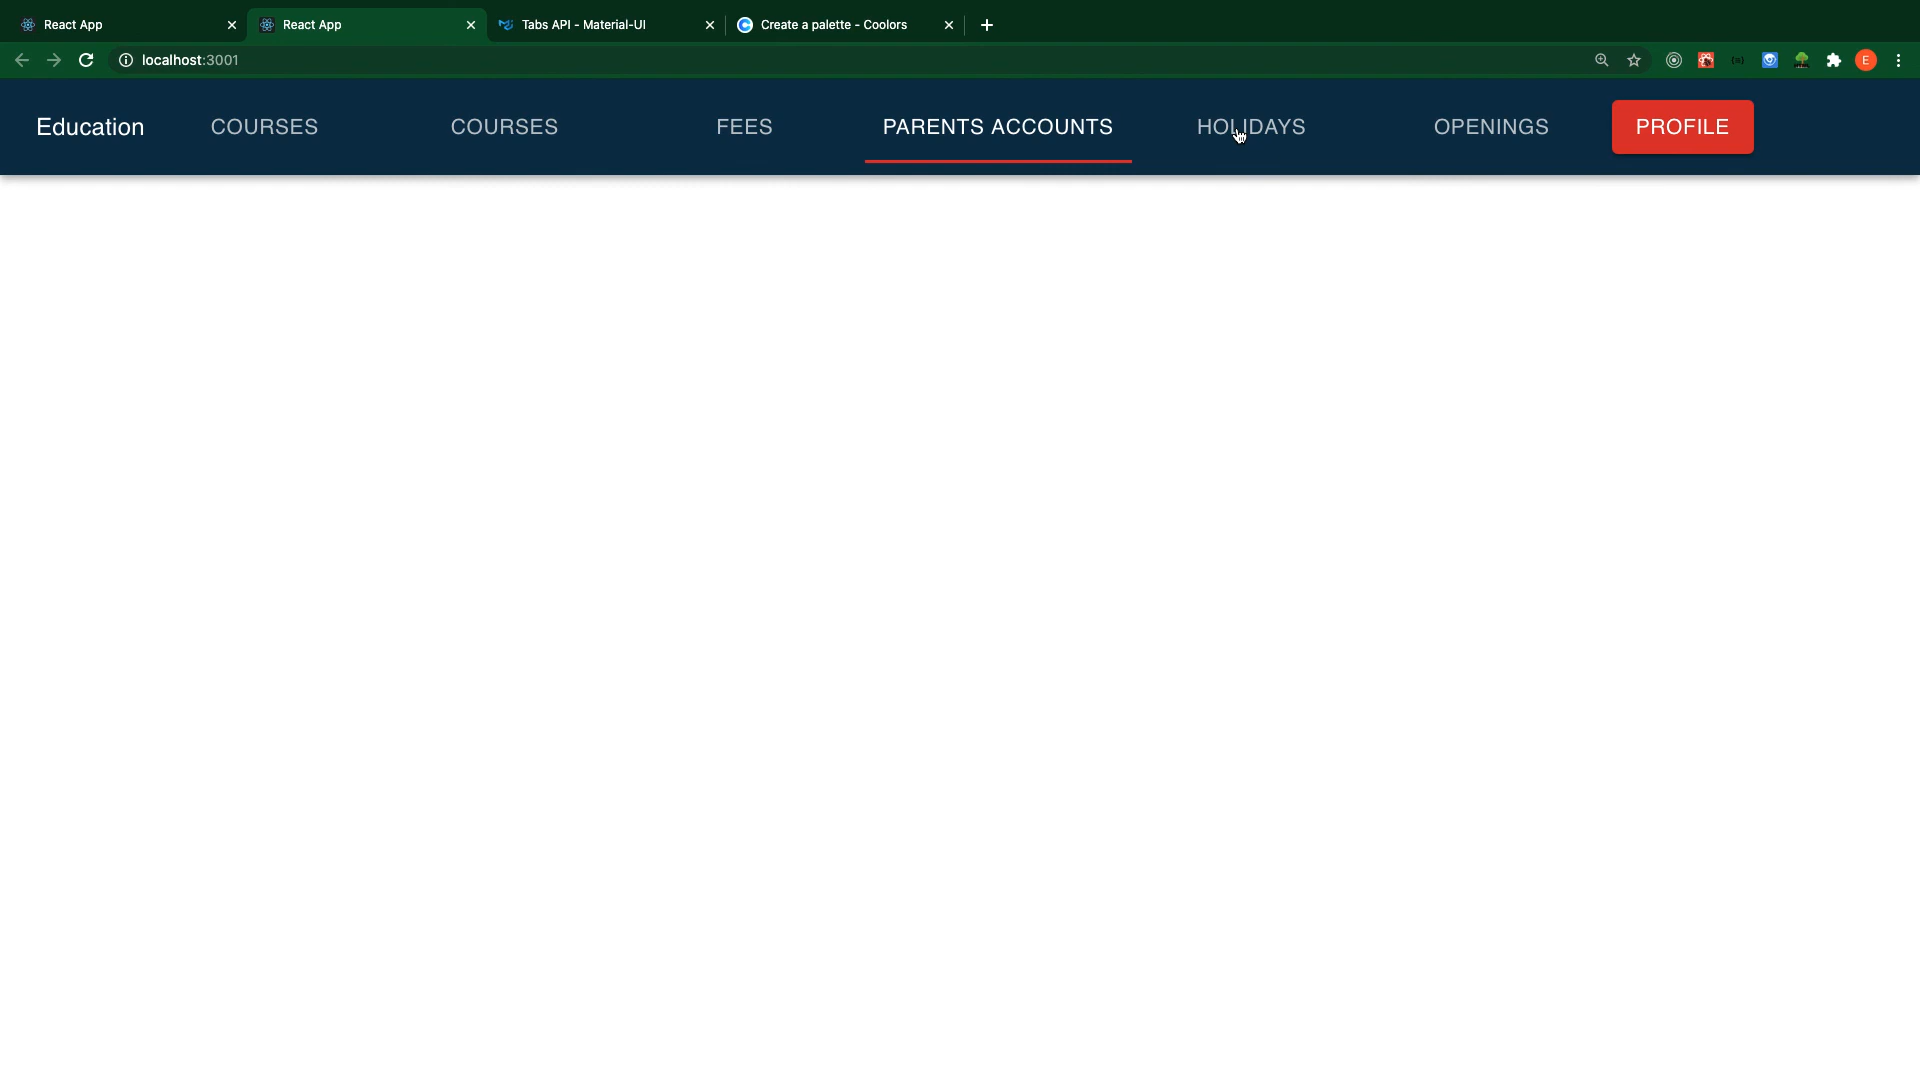 React App
React App
Tabs API - Material-UI
Create a palette - Coolors
localhost:3001
E
Education
COURSES
COURSES
FEES
PARENTS ACCOUNTS
HOLIDAYS
OPENINGS
PROFILE